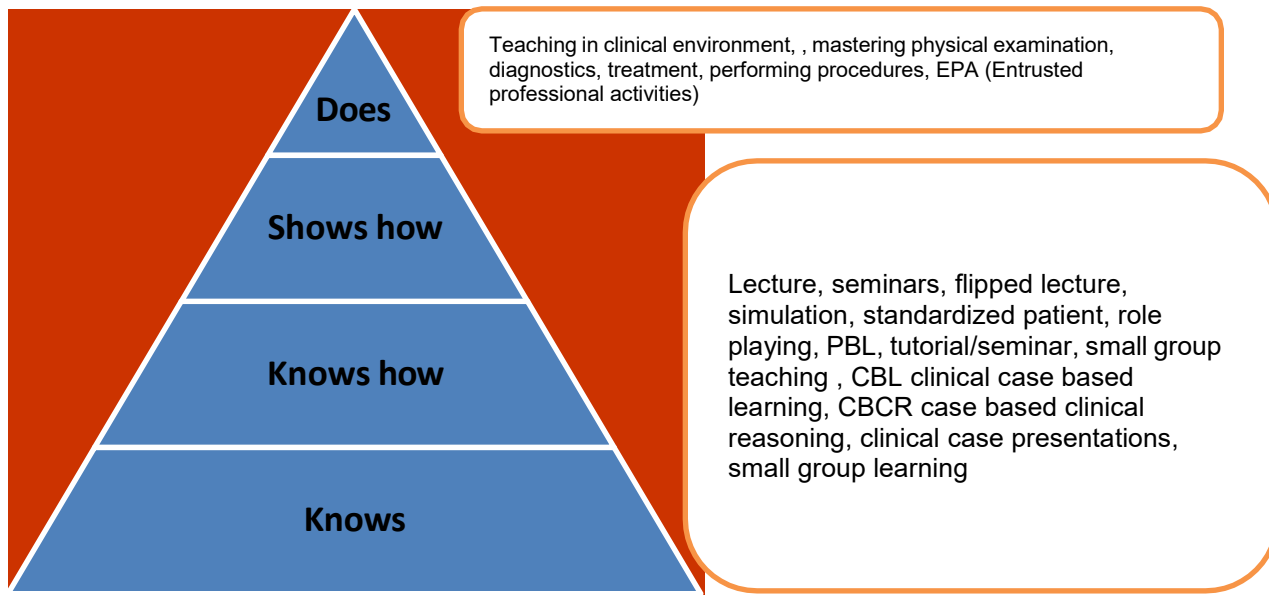 Does
Shows how
Knows how
Knows
Teaching in clinical environment, , mastering physical examination,
diagnostics, treatment, performing procedures, EPA (Entrusted
professional activities)
Lecture, seminars, flipped lecture,
simulation, standardized patient, role
playing, PBL, tutorial/seminar, small group
teaching , CBL clinical case based
learning, CBCR case based clinical
reasoning, clinical case presentations,
small group learning